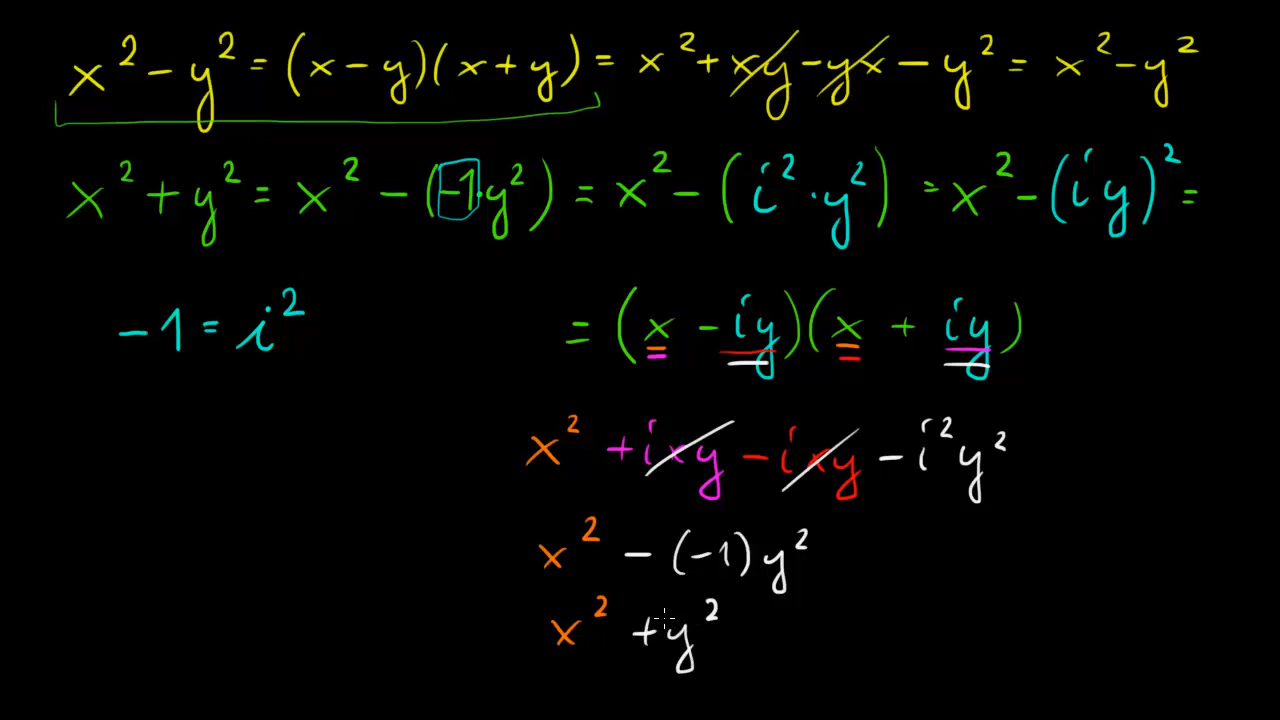 x² - y² = (x - y)(x + y) = x² + xy - yx - y² = x² - y²
x² + y² = x² - (-1·y²) = x² - (i²·y²) = x² - (iy)² =
-1 = i²
= (x - iy)(x + iy)
x² + ixy - ixy - i²y²
x² - (-1)y²
x² + y²